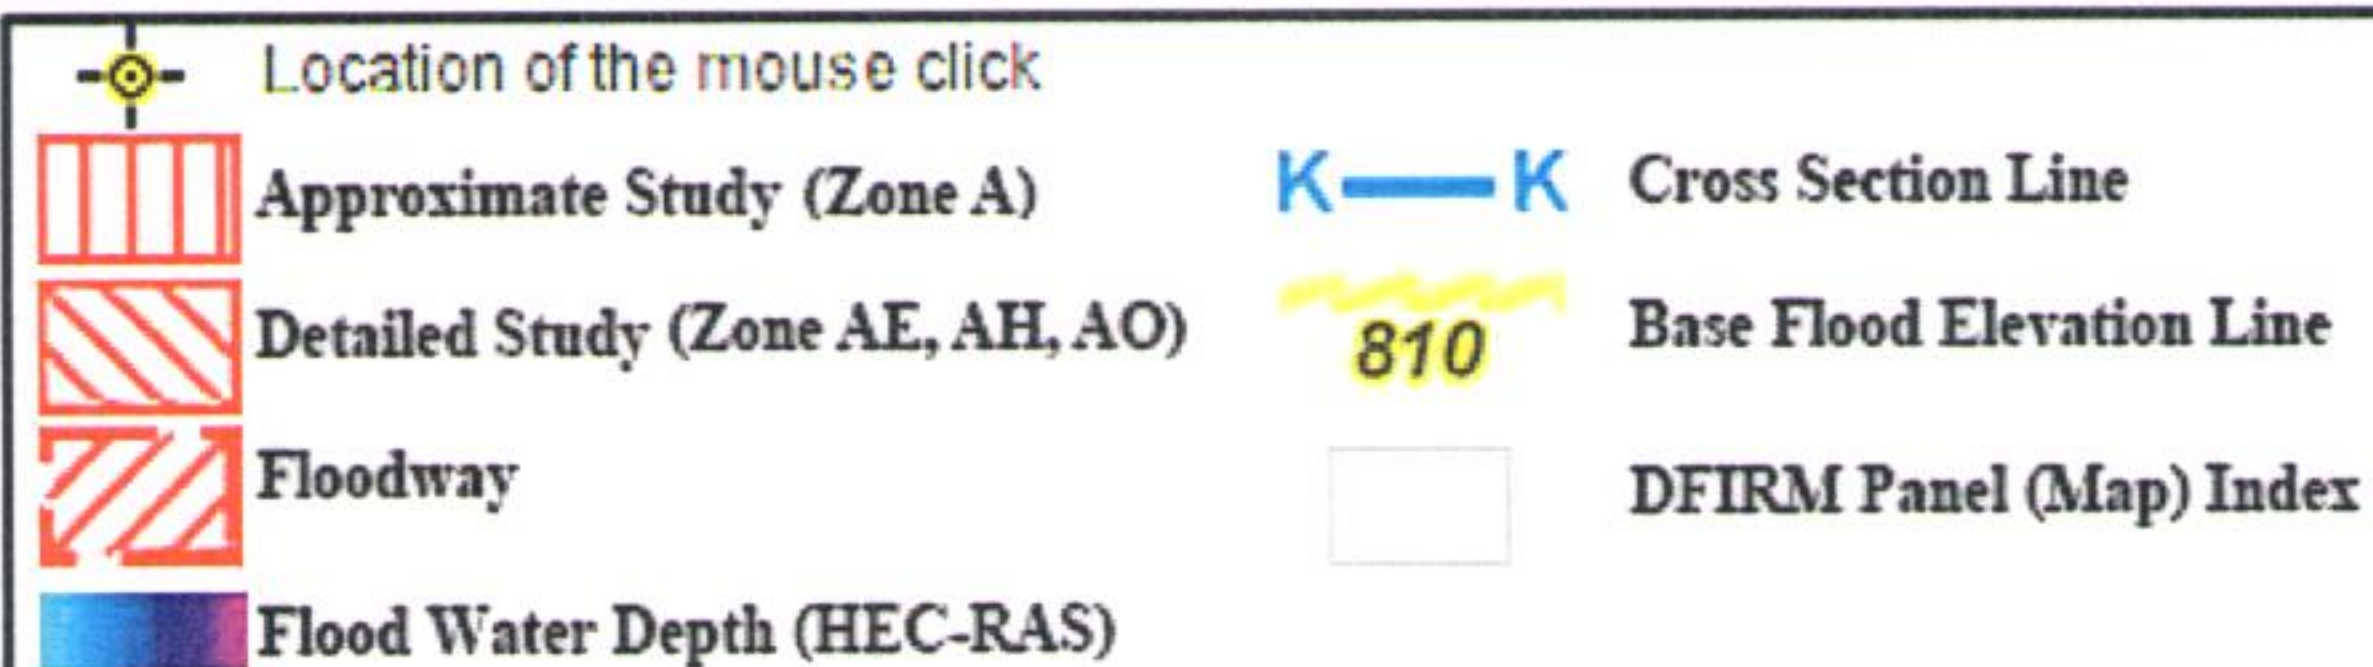 Location of the mouse click
Approximate Study (Zone A)
Detailed Study (Zone AE, AH, AO)
Floodway
Flood Water Depth (HEC-RAS)
K K Cross Section Line
810 Base Flood Elevation Line
DFIRM Panel (Map) Index